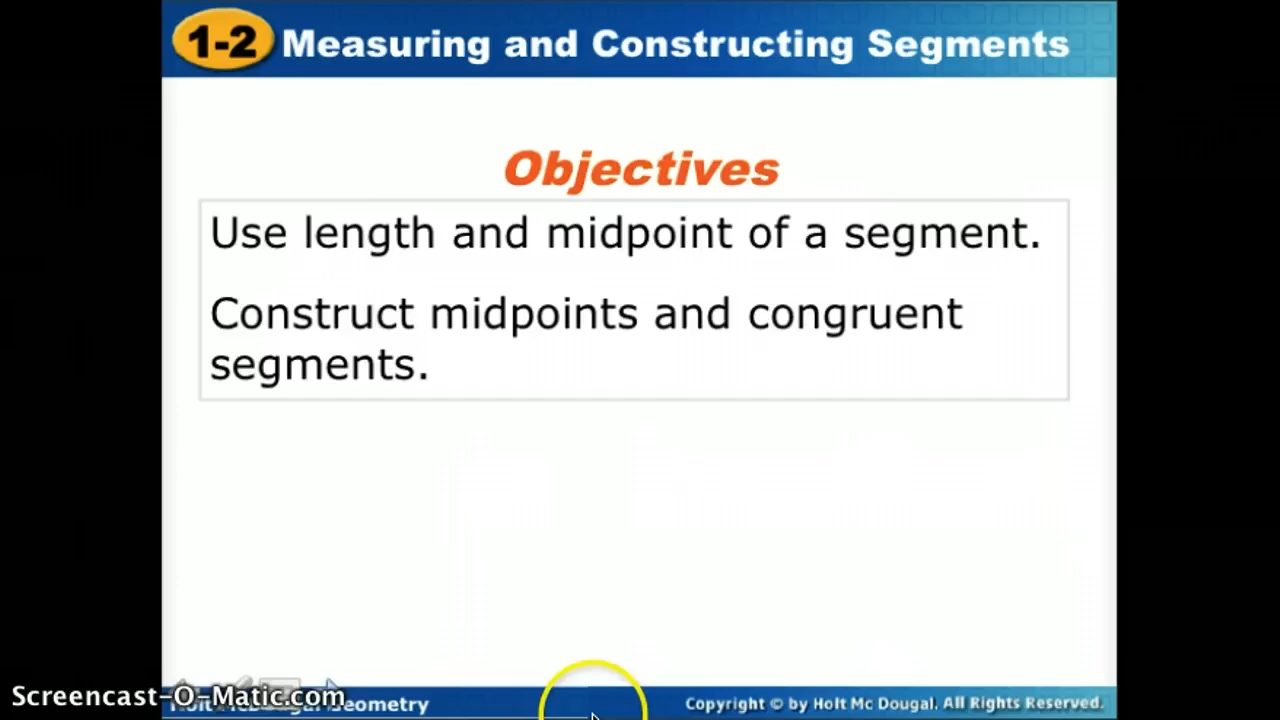 1-2 Measuring and Constructing Segments
Objectives
Use length and midpoint of a segment.
Construct midpoints and congruent
segments.
Screencast-O-Matic.com
Geometry
Copyright © by Holt Mc Dougal. All Rights Reserved.